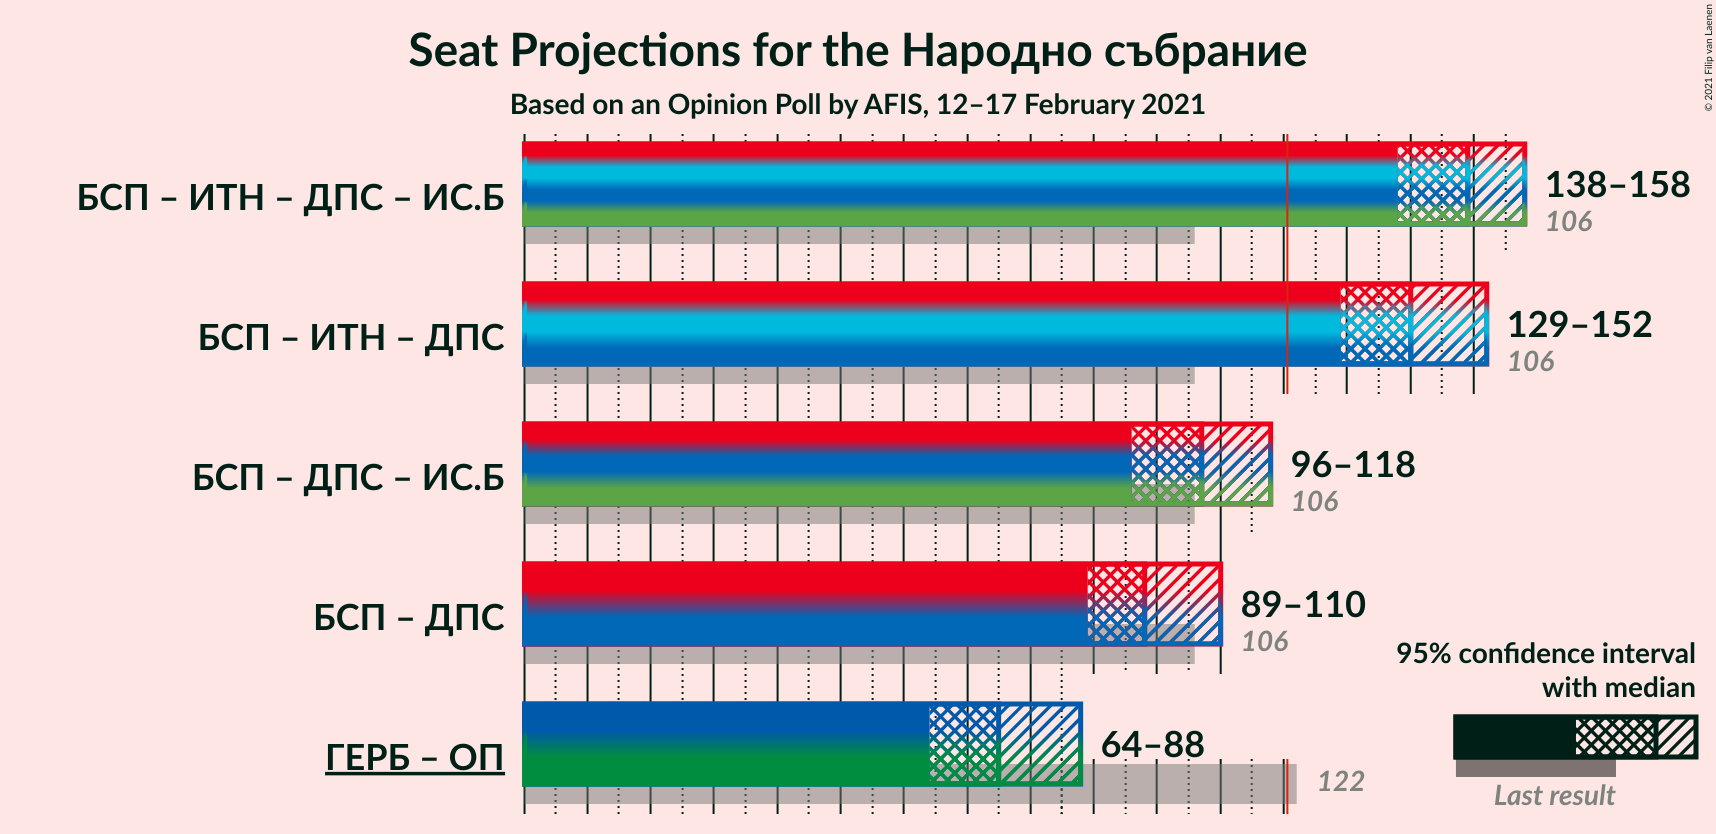 Seat Projections for the Народно събрание
Based on an Opinion Poll by AFIS, 12–17 February 2021
© 2021 Filip van Laenen
БСП – ИТН – ДПС – ИС.Б
138–158
106
БСП – ИТН – ДПС
129–152
106
БСП – ДПС – ИС.Б
96–118
106
БСП – ДПС
89–110
106
ГЕРБ – ОП
64–88
122
95% confidence interval
with median
Last result